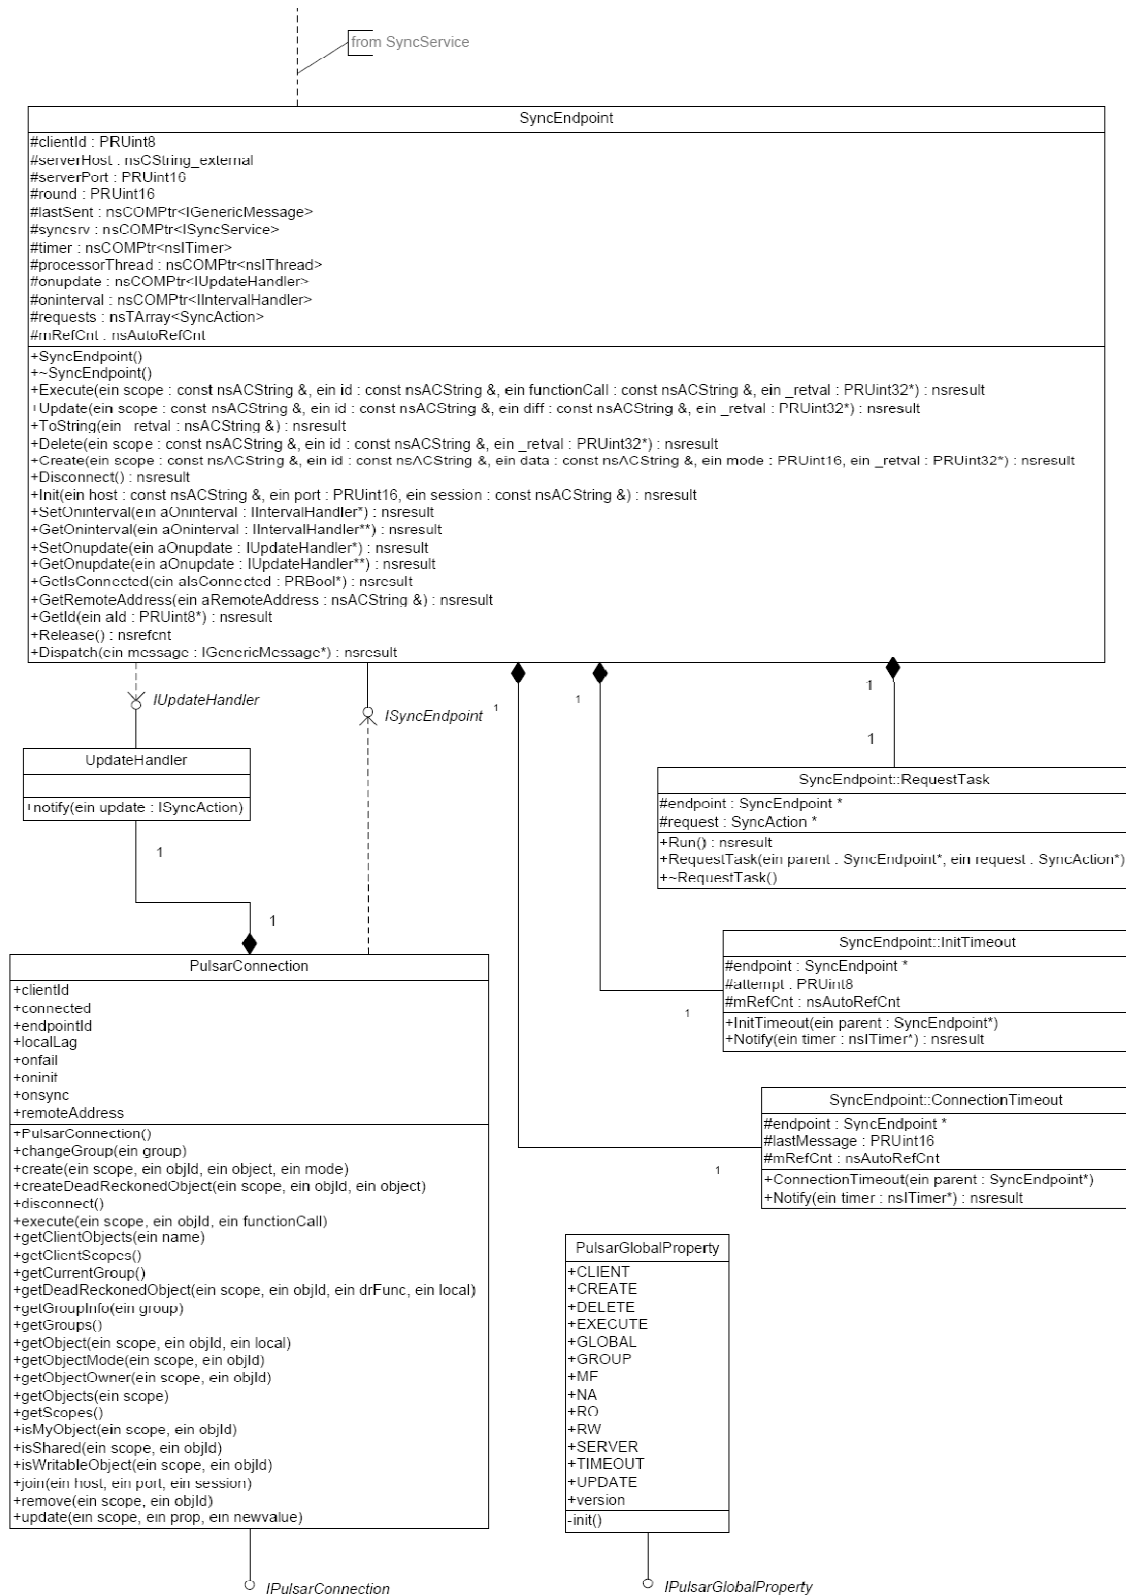 from SyncService
SyncEndpoint
#clientId : PRUint8
#serverHost : nsCString_external
#serverPort : PRUint16
#round : PRUint16
#lastSent : nsCOMPtr<IGenericMessage>
#syncsrv : nsCOMPtr<ISyncService>
#timer : nsCOMPtr<nsITimer>
#processorThread : nsCOMPtr<nsIThread>
#onupdate : nsCOMPtr<IUpdateHandler>
#oninterval : nsCOMPtr<IIntervalHandler>
#requests : nsTArray<SyncAction>
#mRefCnt : nsAutoRefCnt
+SyncEndpoint()
+~SyncEndpoint()
+Execute(ein scope : const nsACString &, ein id : const nsACString &, ein functionCall : const nsACString &, ein _retval : PRUint32*) : nsresult
+Update(ein scope : const nsACString &, ein id : const nsACString &, ein diff : const nsACString &, ein _retval : PRUint32*) : nsresult
+ToString(ein _retval : nsACString &) : nsresult
+Delete(ein scope : const nsACString &, ein id : const nsACString &, ein _retval : PRUint32*) : nsresult
+Create(ein scope : const nsACString &, ein id : const nsACString &, ein data : const nsACString &, ein mode : PRUint16, ein _retval : PRUint32*) : nsresult
+Disconnect() : nsresult
+Init(ein host : const nsACString &, ein port : PRUint16, ein session : const nsACString &) : nsresult
+SetOninterval(ein aOninterval : IIntervalHandler*) : nsresult
+GetOninterval(ein aOninterval : IIntervalHandler**) : nsresult
+SetOnupdate(ein aOnupdate : IUpdateHandler*) : nsresult
+GetOnupdate(ein aOnupdate : IUpdateHandler**) : nsresult
+GetIsConnected(ein aIsConnected : PRBool*) : nsresult
+GetRemoteAddress(ein aRemoteAddress : nsACString &) : nsresult
+GetId(ein aId : PRUint8*) : nsresult
+Release() : nsrefcnt
+Dispatch(ein message : IGenericMessage*) : nsresult
IUpdateHandler
ISyncEndpoint
1
1
1
1
UpdateHandler
+notify(ein update : ISyncAction)
1
1
SyncEndpoint::RequestTask
#endpoint : SyncEndpoint *
#request : SyncAction *
+Run() : nsresult
+RequestTask(ein parent : SyncEndpoint*, ein request : SyncAction*)
+~RequestTask()
SyncEndpoint::InitTimeout
#endpoint : SyncEndpoint *
#attempt : PRUint8
#mRefCnt : nsAutoRefCnt
+InitTimeout(ein parent : SyncEndpoint*)
+Notify(ein timer : nsITimer*) : nsresult
1
SyncEndpoint::ConnectionTimeout
#endpoint : SyncEndpoint *
#lastMessage : PRUint16
#mRefCnt : nsAutoRefCnt
+ConnectionTimeout(ein parent : SyncEndpoint*)
+Notify(ein timer : nsITimer*) : nsresult
1
PulsarConnection
+clientId
+connected
+endpointId
+localLag
+onfail
+oninit
+onsync
+remoteAddress
+PulsarConnection()
+changeGroup(ein group)
+create(ein scope, ein objId, ein object, ein mode)
+createDeadReckonedObject(ein scope, ein objId, ein object)
+disconnect()
+execute(ein scope, ein objId, ein functionCall)
+getClientObjects(ein name)
+getClientScopes()
+getCurrentGroup()
+getDeadReckonedObject(ein scope, ein objId, ein drFunc, ein local)
+getGroupInfo(ein group)
+getGroups()
+getObject(ein scope, ein objId, ein local)
+getObjectMode(ein scope, ein objId)
+getObjectOwner(ein scope, ein objId)
+getObjects(ein scope)
+getScopes()
+isMyObject(ein scope, ein objId)
+isShared(ein scope, ein objId)
+isWritableObject(ein scope, ein objId)
+join(ein host, ein port, ein session)
+remove(ein scope, ein objId)
+update(ein scope, ein prop, ein newvalue)
IPulsarConnection
PulsarGlobalProperty
+CLIENT
+CREATE
+DELETE
+EXECUTE
+GLOBAL
+GROUP
+MF
+NA
+RO
+RW
+SERVER
+TIMEOUT
+UPDATE
+version
-init()
IPulsarGlobalProperty